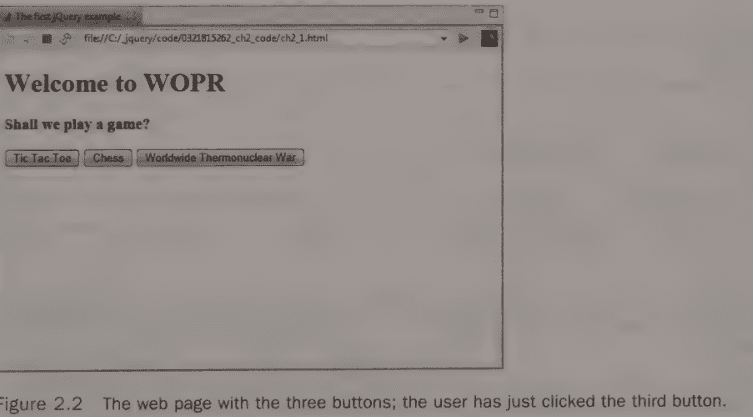 The first jQuery example
file://C:/_jquery/code/0321815262_ch2_code/ch2_1.html
Welcome to WOPR
Shall we play a game?
Tic Tac Toe Chess Worldwide Thermonuclear War
Figure 2.2 The web page with the three buttons; the user has just clicked the third button.